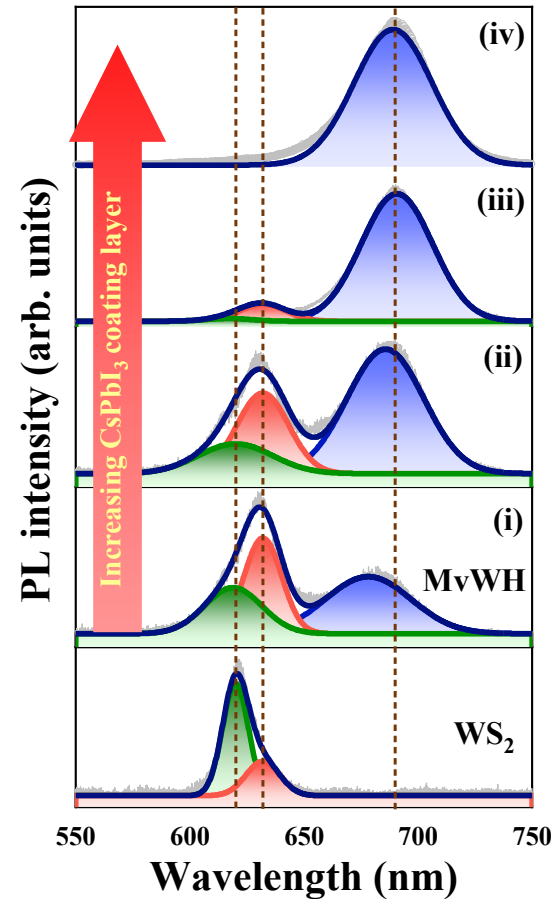 (iv)
(iii)
(ii)
(i)
MvWH
WS₂
Increasing CsPbI₃ coating layer
PL intensity (arb. units)
550 600 650 700 750
Wavelength (nm)